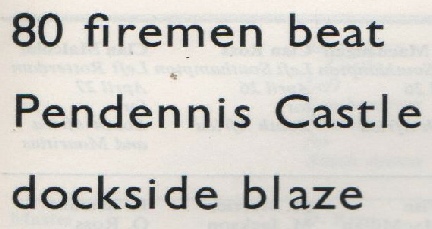 80 firemen beat
Pendennis Castle
dockside blaze